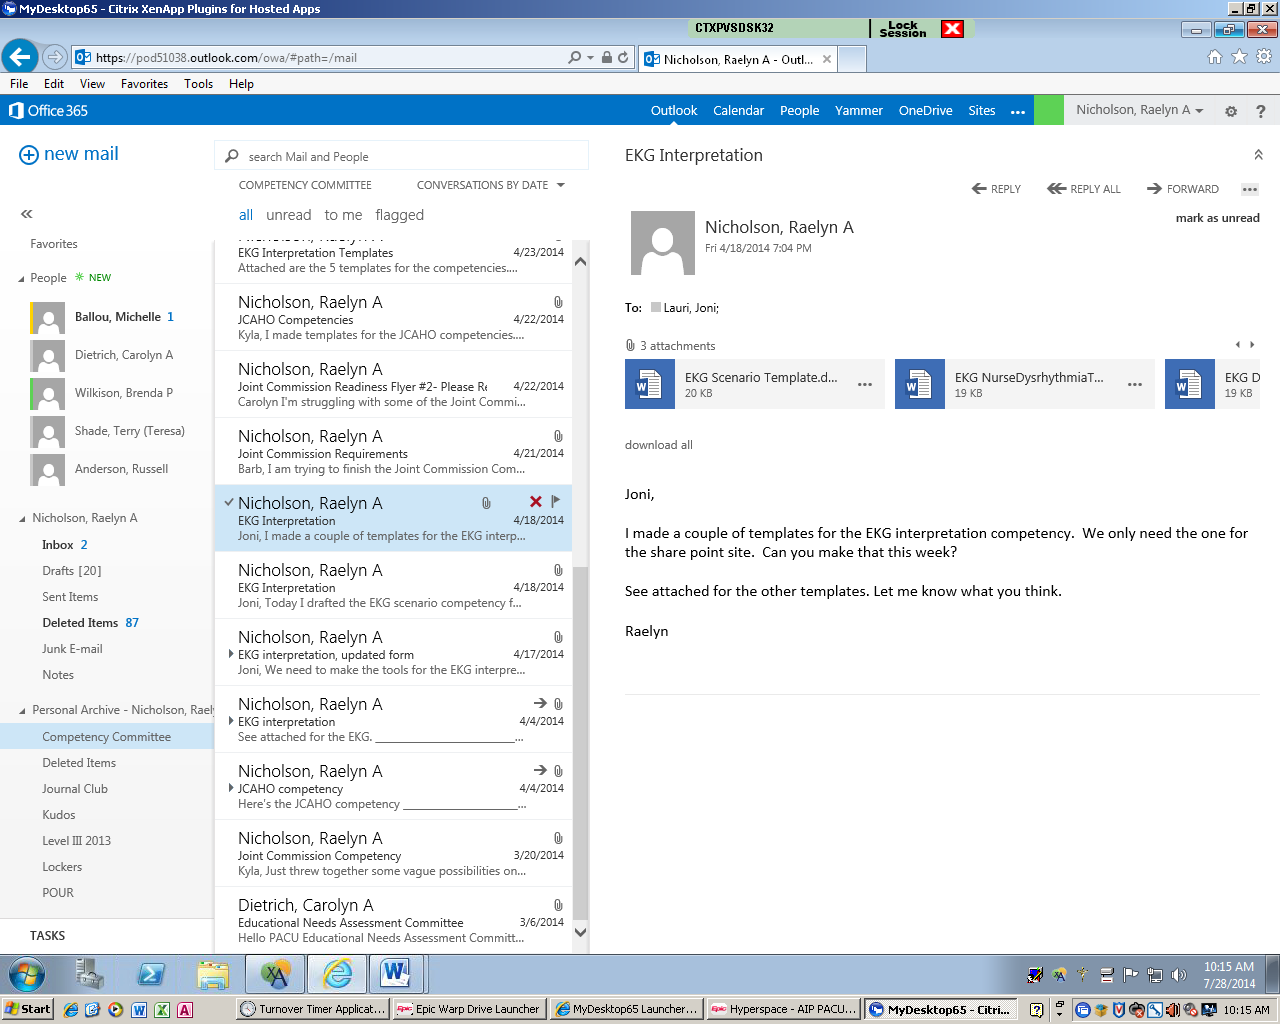 MyDesktop65 - Citrix XenApp Plugins for Hosted Apps
CTXPVSDSK32
Lock Session
https://pod51038.outlook.com/owa/#path=/mail
Nicholson, Raelyn A - Outl...
File Edit View Favorites Tools Help
Office 365
Outlook Calendar People Yammer OneDrive Sites ••• Nicholson, Raelyn A ?
new mail
search Mail and People
COMPETENCY COMMITTEE CONVERSATIONS BY DATE
all unread to me flagged
Favorites
People NEW
Ballou, Michelle 1
Dietrich, Carolyn A
Wilkison, Brenda P
Shade, Terry (Teresa)
Anderson, Russell
Nicholson, Raelyn A
Inbox 2
Drafts [20]
Sent Items
Deleted Items 87
Junk E-mail
Notes
Personal Archive - Nicholson, Rael
Competency Committee
Deleted Items
Journal Club
Kudos
Level III 2013
Lockers
POUR
TASKS
EKG Interpretation Templates 4/23/2014
Attached are the 5 templates for the competencies....
Nicholson, Raelyn A
JCAHO Competencies 4/22/2014
Kyla, I made templates for the JCAHO competencies....
Nicholson, Raelyn A
Joint Commission Readiness Flyer #2- Please Re 4/22/2014
Carolyn I'm struggling with some of the Joint Commi...
Nicholson, Raelyn A
Joint Commission Requirements 4/21/2014
Barb, I am trying to finish the Joint Commission Com...
Nicholson, Raelyn A
EKG Interpretation 4/18/2014
Joni, I made a couple of templates for the EKG interp...
Nicholson, Raelyn A
EKG Interpretation 4/18/2014
Joni, Today I drafted the EKG scenario competency f...
Nicholson, Raelyn A
EKG interpretation, updated form 4/17/2014
Joni, We need to make the tools for the EKG interpre...
Nicholson, Raelyn A
EKG interpretation 4/4/2014
See attached for the EKG. ________________________...
Nicholson, Raelyn A
JCAHO competency 4/4/2014
Here's the JCAHO competency ____________________...
Nicholson, Raelyn A
Joint Commission Competency 3/20/2014
Kyla, Just threw together some vague possibilities on...
Dietrich, Carolyn A
Educational Needs Assessment Committee 3/6/2014
Hello PACU Educational Needs Assessment Committ...
EKG Interpretation
REPLY REPLY ALL FORWARD •••
mark as unread
Nicholson, Raelyn A
Fri 4/18/2014 7:04 PM
To: Lauri, Joni;
3 attachments
EKG Scenario Template.d... •••
20 KB
EKG NurseDysrhythmiaT... •••
19 KB
EKG D
19 KB
download all
Joni,
I made a couple of templates for the EKG interpretation competency. We only need the one for
the share point site. Can you make that this week?
See attached for the other templates. Let me know what you think.
Raelyn
10:15 AM
7/28/2014
Start
Turnover Timer Applicat...
Epic Warp Drive Launcher
MyDesktop65 Launcher...
Hyperspace - AIP PACU...
MyDesktop65 - Citri...
10:15 AM